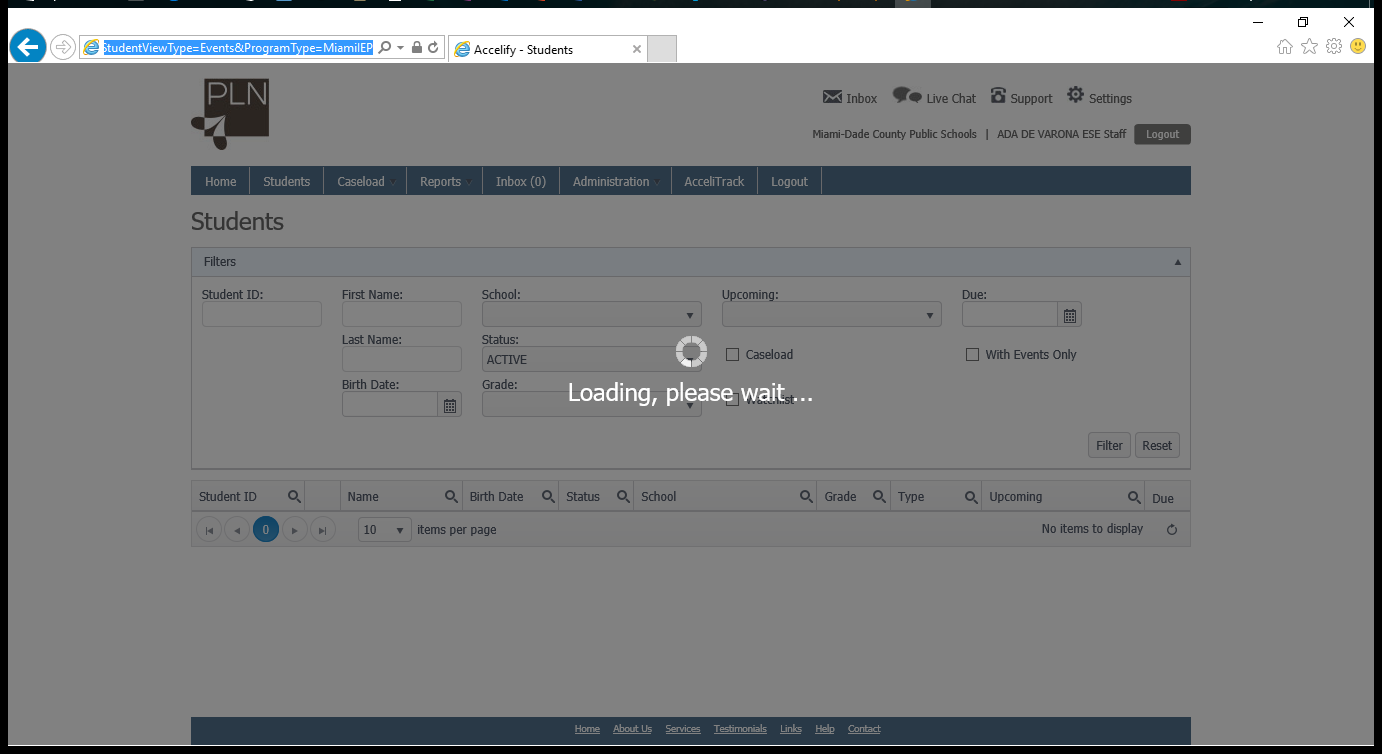 StudentViewType=Events&ProgramType=MiamiIEP
Accelify - Students
PLN
Inbox Live Chat Support Settings
Miami-Dade County Public Schools | ADA DE VARONA ESE Staff Logout
Home Students Caseload Reports Inbox (0) Administration AcceliTrack Logout
Students
Filters
Student ID: First Name: School: Upcoming: Due:
Last Name: Status:
ACTIVE Caseload With Events Only
Birth Date: Grade:
Loading, please wait ...
Watchlist
Filter Reset
Student ID Name Birth Date Status School Grade Type Upcoming Due
0 10 items per page No items to display
Home About Us Services Testimonials Links Help Contact